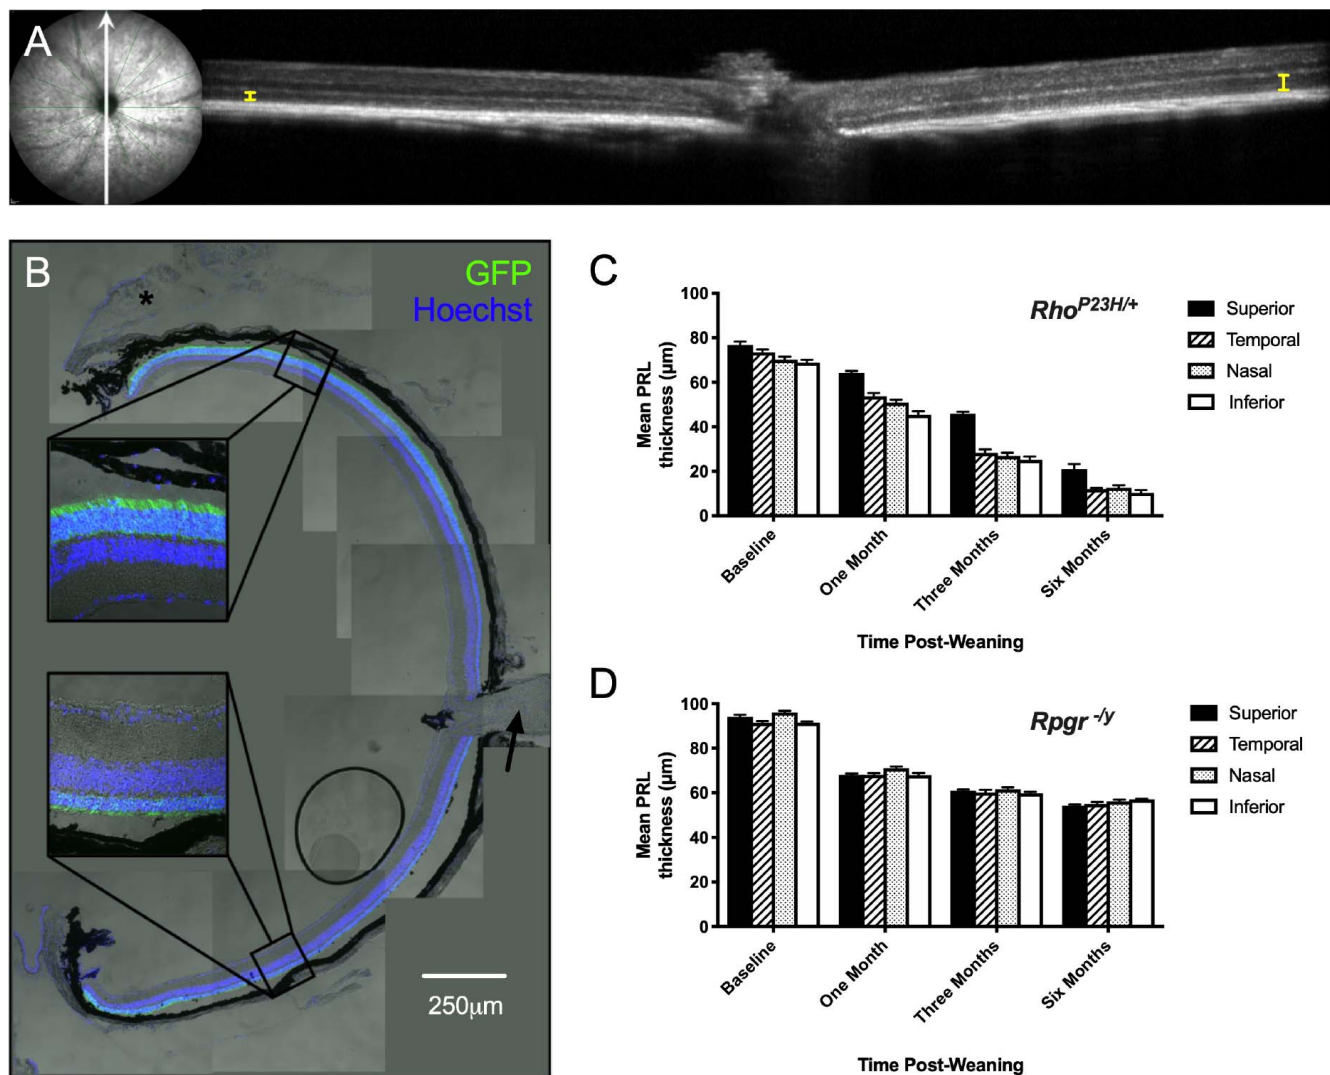 A
B
GFP
Hoechst
*
250μm
C
Rho^P23H/+
Mean PRL
thickness (μm)
100
80
60
40
20
0
Baseline
One Month
Three Months
Six Months
Time Post-Weaning
Superior
Temporal
Nasal
Inferior
D
Rpgr ^-/y
Mean PRL
thickness (μm)
100
80
60
40
20
0
Baseline
One Month
Three Months
Six Months
Time Post-Weaning
Superior
Temporal
Nasal
Inferior